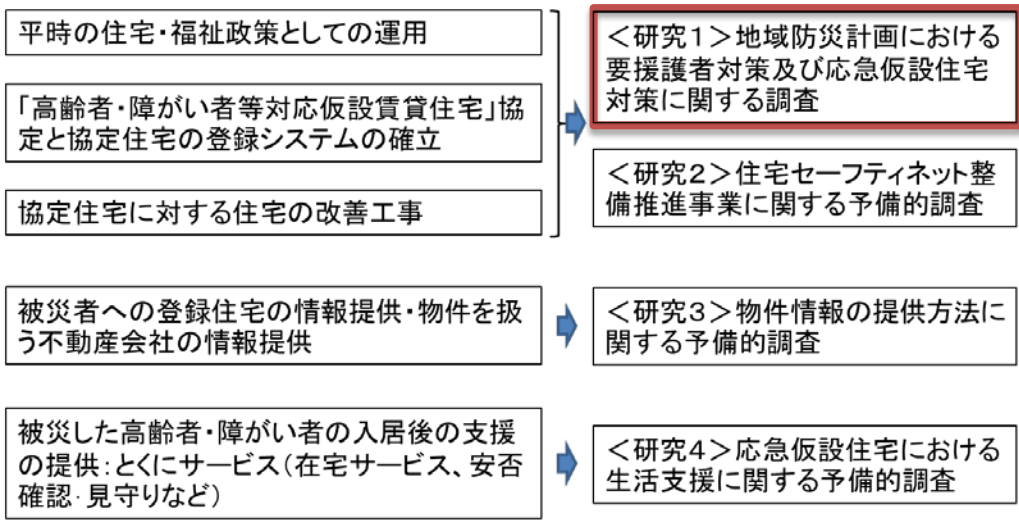 平時の住宅・福祉政策としての運用
「高齢者・障がい者等対応仮設賃貸住宅」協
定と協定住宅の登録システムの確立
協定住宅に対する住宅の改善工事
<研究1>地域防災計画における
要援護者対策及び応急仮設住宅
対策に関する調査
<研究2>住宅セーフティネット整
備推進事業に関する予備的調査
被災者への登録住宅の情報提供・物件を扱
う不動産会社の情報提供
<研究3>物件情報の提供方法に
関する予備的調査
被災した高齢者・障がい者の入居後の支援
の提供:とくにサービス(在宅サービス、安否
確認・見守りなど)
<研究4>応急仮設住宅における
生活支援に関する予備的調査